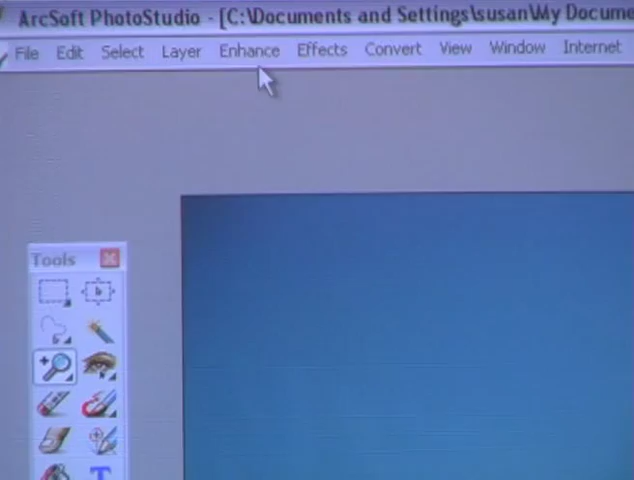 ArcSoft PhotoStudio - [C:\Documents and Settings\susan\My Docume
File Edit Select Layer Enhance Effects Convert View Window Internet
Tools
T